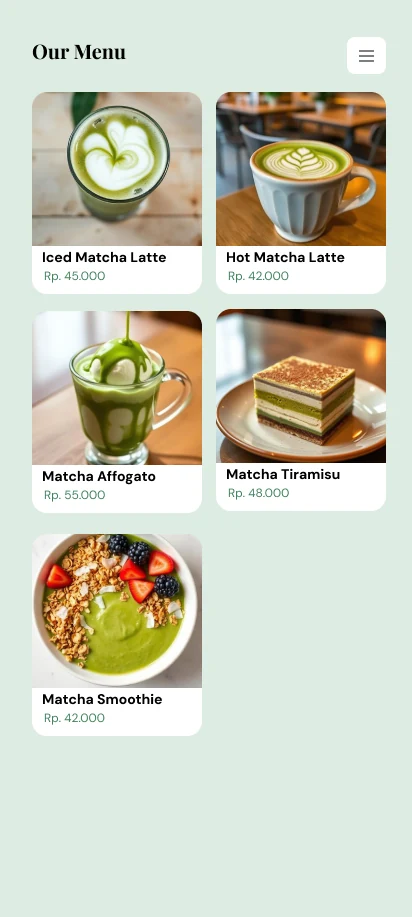 Our Menu
Iced Matcha Latte
Rp. 45.000
Hot Matcha Latte
Rp. 42.000
Matcha Affogato
Rp. 55.000
Matcha Tiramisu
Rp. 48.000
Matcha Smoothie
Rp. 42.000